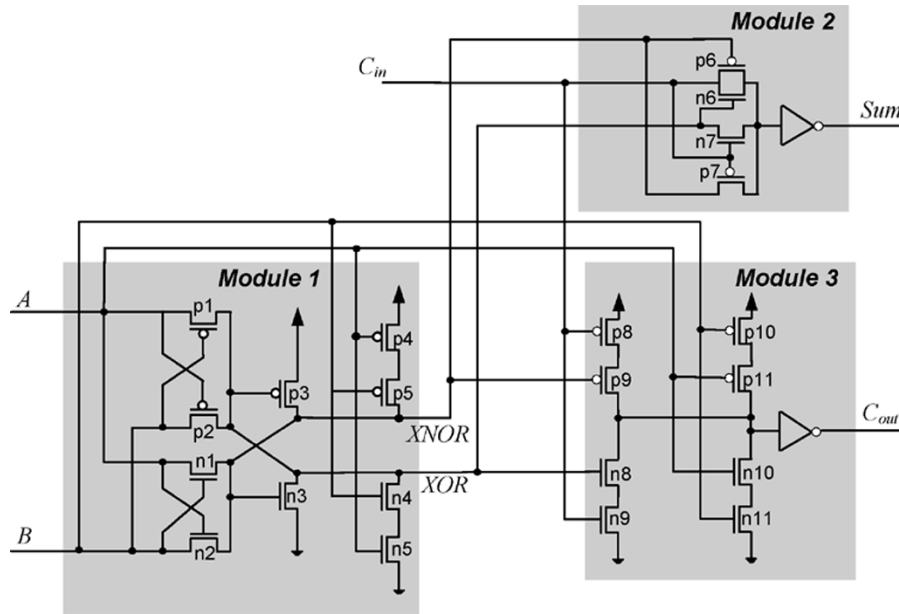 Module 2
C_in
p6
n6
Sum
n7
p7
Module 1
Module 3
A
p1
p4
p8
p10
p3
p5
p9
p11
p2
XNOR
C_out
n1
XOR
n3
n4
n8
n10
B
n2
n5
n9
n11